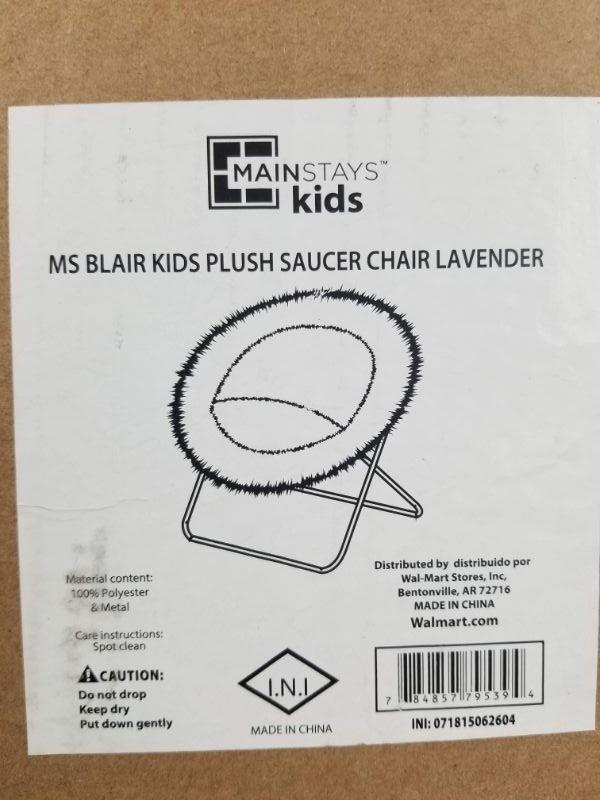 MAINSTAYS™
kids
MS BLAIR KIDS PLUSH SAUCER CHAIR LAVENDER
Material content:
100% Polyester
& Metal
Care instructions:
Spot clean
CAUTION:
Do not drop
Keep dry
Put down gently
I.N.I
MADE IN CHINA
Distributed by distribuido por
Wal-Mart Stores, Inc,
Bentonville, AR 72716
MADE IN CHINA
Walmart.com
7 84857 79539 4
INI: 071815062604